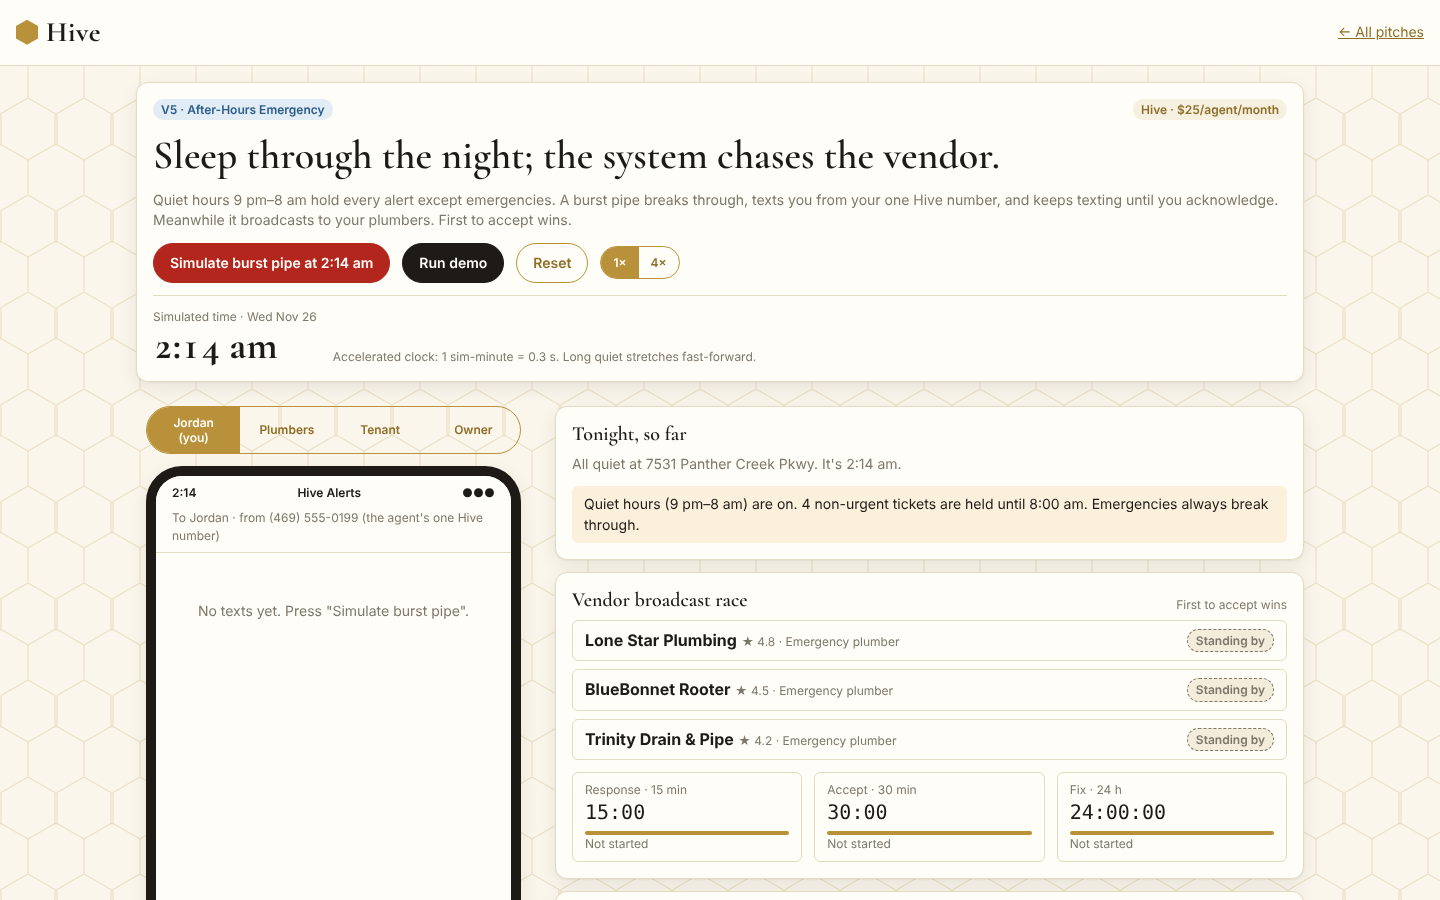 Hive
← All pitches
V5 · After-Hours Emergency
Hive · $25/agent/month
Sleep through the night; the system chases the vendor.
Quiet hours 9 pm–8 am hold every alert except emergencies. A burst pipe breaks through, texts you from your one Hive number, and keeps texting until you acknowledge.
Meanwhile it broadcasts to your plumbers. First to accept wins.
Simulate burst pipe at 2:14 am
Run demo
Reset
1×
4×
Simulated time · Wed Nov 26
2:14 am
Accelerated clock: 1 sim-minute = 0.3 s. Long quiet stretches fast-forward.
Jordan
(you)
Plumbers
Tenant
Owner
2:14
Hive Alerts
To Jordan · from (469) 555-0199 (the agent's one Hive
number)
No texts yet. Press "Simulate burst pipe".
Tonight, so far
All quiet at 7531 Panther Creek Pkwy. It's 2:14 am.
Quiet hours (9 pm–8 am) are on. 4 non-urgent tickets are held until 8:00 am. Emergencies always break
through.
Vendor broadcast race
First to accept wins
Lone Star Plumbing ★ 4.8 · Emergency plumber
Standing by
BlueBonnet Rooter ★ 4.5 · Emergency plumber
Standing by
Trinity Drain & Pipe ★ 4.2 · Emergency plumber
Standing by
Response · 15 min
15:00
Not started
Accept · 30 min
30:00
Not started
Fix · 24 h
24:00:00
Not started